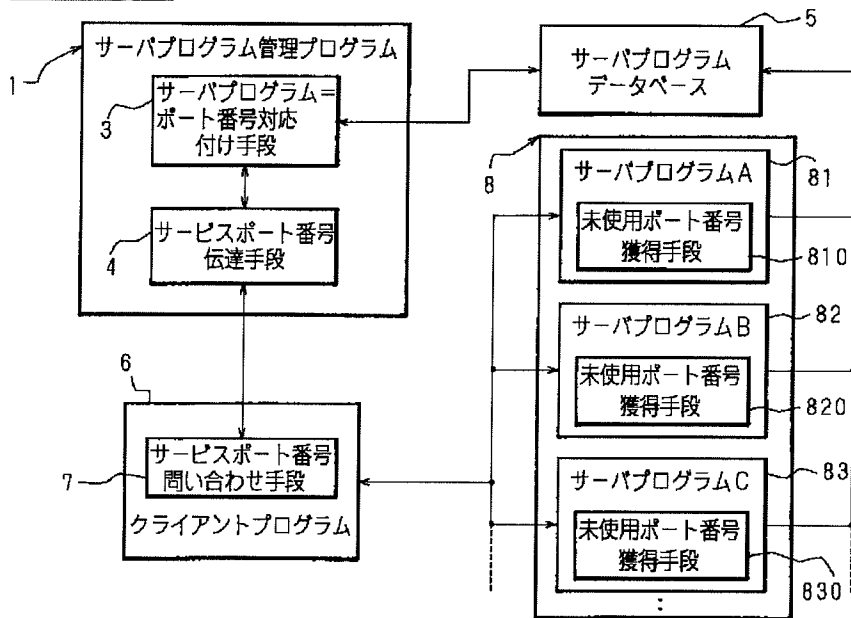 サーバプログラム管理プログラム
1
サーバプログラム=
ポート番号対応
付け手段
3
サービスポート番号
伝達手段
4
6
サービスポート番号
問い合わせ手段
7
クライアントプログラム
5
サーバプログラム
データベース
8
サーバプログラムA
81
未使用ポート番号
獲得手段
810
サーバプログラムB
82
未使用ポート番号
獲得手段
820
サーバプログラムC
83
未使用ポート番号
獲得手段
830
: